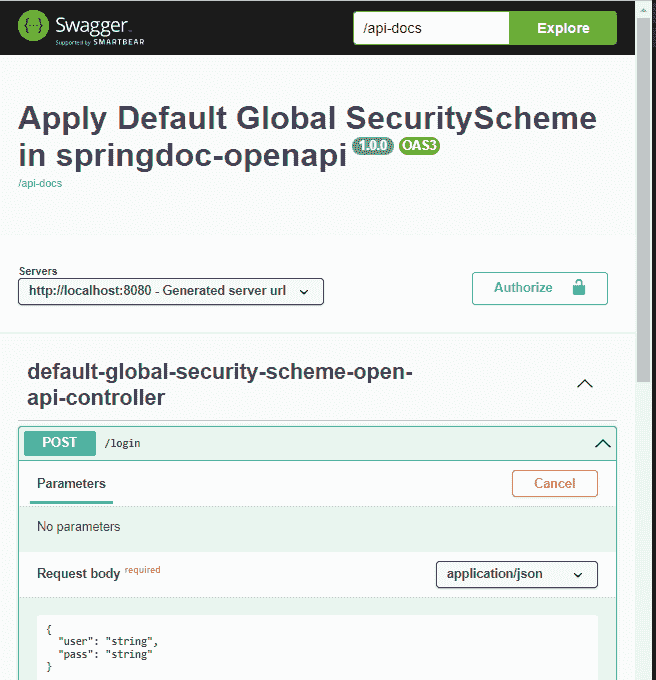 Swagger
Supported by SMARTBEAR
/api-docs
Explore
Apply Default Global SecurityScheme
in springdoc-openapi 1.0.0 OAS3
/api-docs
Servers
http://localhost:8080 - Generated server url
Authorize
default-global-security-scheme-open-
api-controller
POST /login
Parameters
Cancel
No parameters
Request body required
application/json
{
"user": "string",
"pass": "string"
}